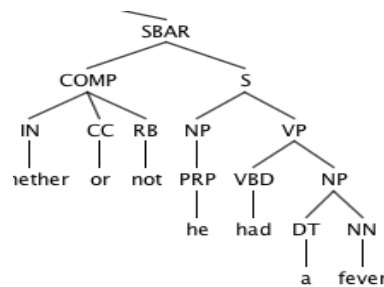 SBAR
COMP S
IN CC RB NP VP
hether or not PRP VBD NP
he had DT NN
a fever